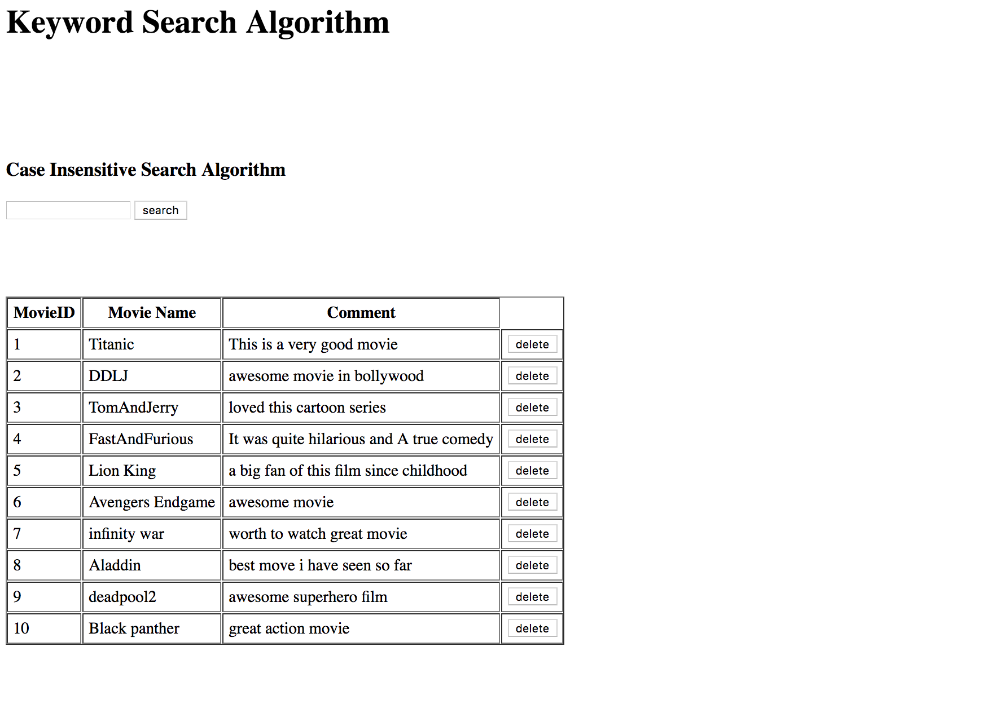 Keyword Search Algorithm
Case Insensitive Search Algorithm
search
MovieID Movie Name Comment
1 Titanic This is a very good movie delete
2 DDLJ awesome movie in bollywood delete
3 TomAndJerry loved this cartoon series delete
4 FastAndFurious It was quite hilarious and A true comedy delete
5 Lion King a big fan of this film since childhood delete
6 Avengers Endgame awesome movie delete
7 infinity war worth to watch great movie delete
8 Aladdin best move i have seen so far delete
9 deadpool2 awesome superhero film delete
10 Black panther great action movie delete